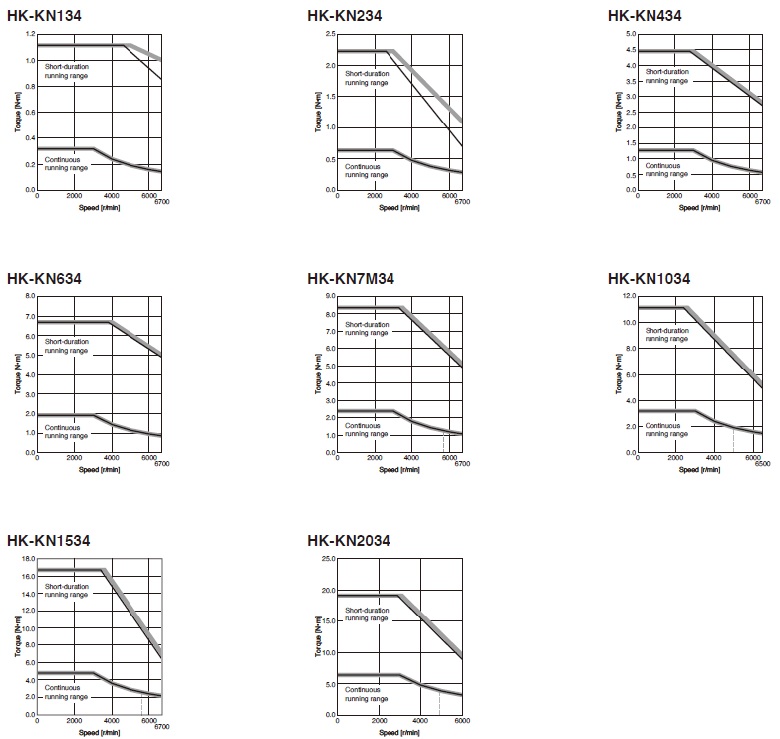 HK-KN134
1.2
1.0
0.8
0.6
0.4
0.2
0.0
Torque [N•m]
Short-duration
running range
Continuous
running range
0 2000 4000 6000
6700
Speed [r/min]
HK-KN234
2.5
2.0
1.5
1.0
0.5
0.0
Torque [N•m]
Short-duration
running range
Continuous
running range
0 2000 4000 6000
6700
Speed [r/min]
HK-KN434
5.0
4.5
4.0
3.5
3.0
2.5
2.0
1.5
1.0
0.5
0.0
Torque [N•m]
Short-duration
running range
Continuous
running range
0 2000 4000 6000
6700
Speed [r/min]
HK-KN634
8.0
7.0
6.0
5.0
4.0
3.0
2.0
1.0
0.0
Torque [N•m]
Short-duration
running range
Continuous
running range
0 2000 4000 6000
6700
Speed [r/min]
HK-KN7M34
9.0
8.0
7.0
6.0
5.0
4.0
3.0
2.0
1.0
0.0
Torque [N•m]
Short-duration
running range
Continuous
running range
0 2000 4000 6000
6700
Speed [r/min]
HK-KN1034
12.0
10.0
8.0
6.0
4.0
2.0
0.0
Torque [N•m]
Short-duration
running range
Continuous
running range
0 2000 4000 6000
6500
Speed [r/min]
HK-KN1534
18.0
16.0
14.0
12.0
10.0
8.0
6.0
4.0
2.0
0.0
Torque [N•m]
Short-duration
running range
Continuous
running range
0 2000 4000 6000
6700
Speed [r/min]
HK-KN2034
25.0
20.0
15.0
10.0
5.0
0.0
Torque [N•m]
Short-duration
running range
Continuous
running range
0 2000 4000 6000
Speed [r/min]